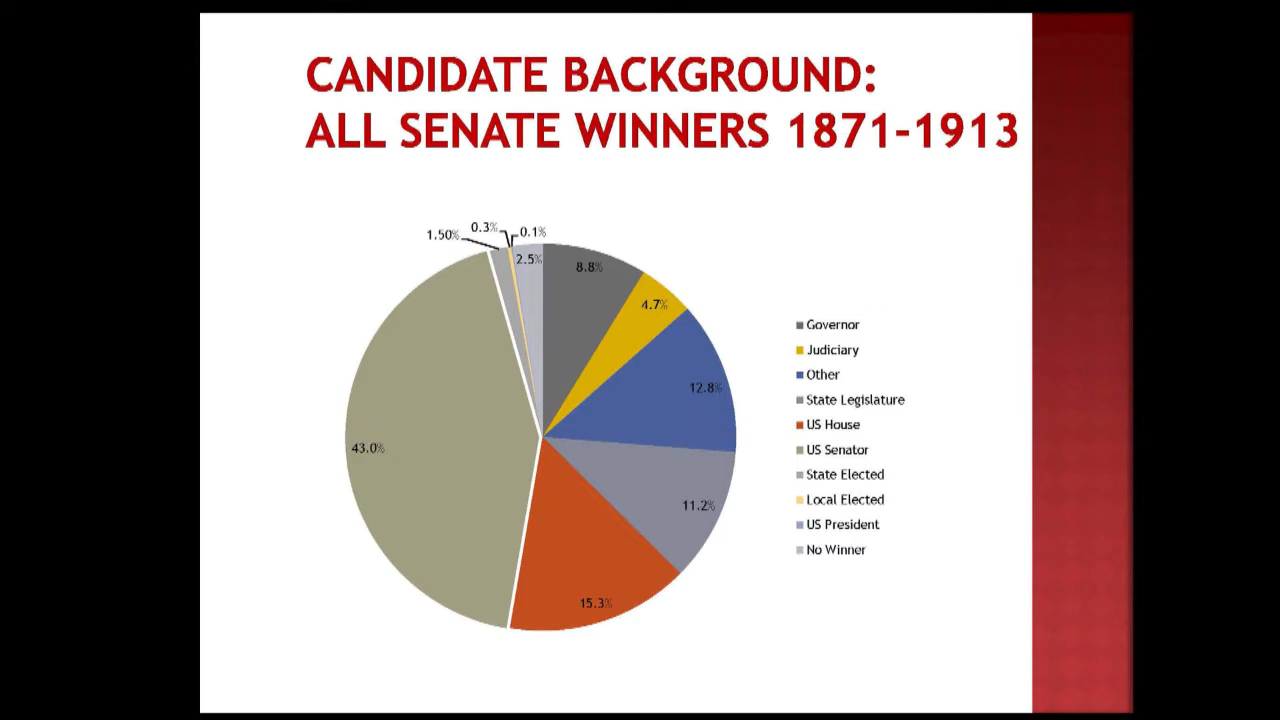 CANDIDATE BACKGROUND:
ALL SENATE WINNERS 1871-1913
1.50%
0.3%
0.1%
2.5%
8.8%
4.7%
12.8%
43.0%
11.2%
15.3%
Governor
Judiciary
Other
State Legislature
US House
US Senator
State Elected
Local Elected
US President
No Winner